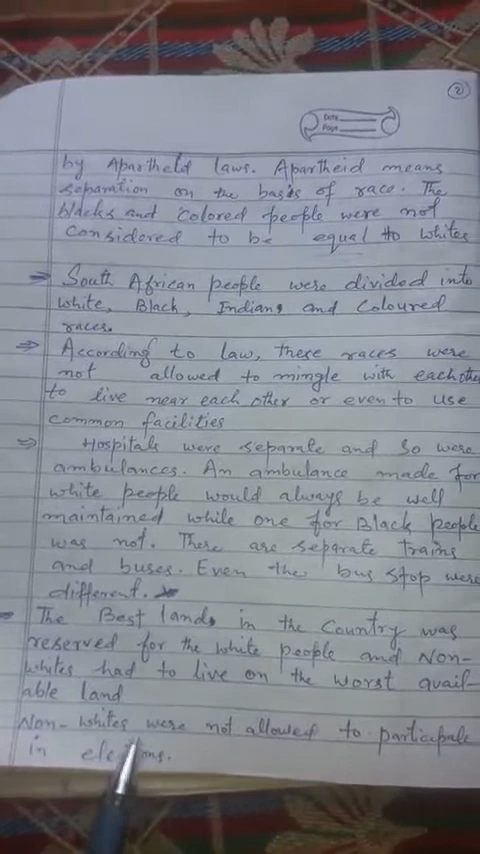 2
Date
Page
by Apartheld laws. Apartheid means
separation on the basis of race. The
blacks and colored people were not
considered to be equal to whites
⇒ South African people were divided into
white, Black, Indians and Coloured
races.
⇒ According to law, these races were
not allowed to mingle with each other
to live near each other or even to use
common facilities
⇒ Hospitals were separate and so were
ambulances. An ambulance made for
white people would always be well
maintained while one for Black people
was not. There are separate trains
and buses. Even the bus stop were
different.
⇒ The Best lands in the Country was
reserved for the white people and Non-
whites had to live on the worst quail-
able land
Non-whites were not allowed to participate
in elections.